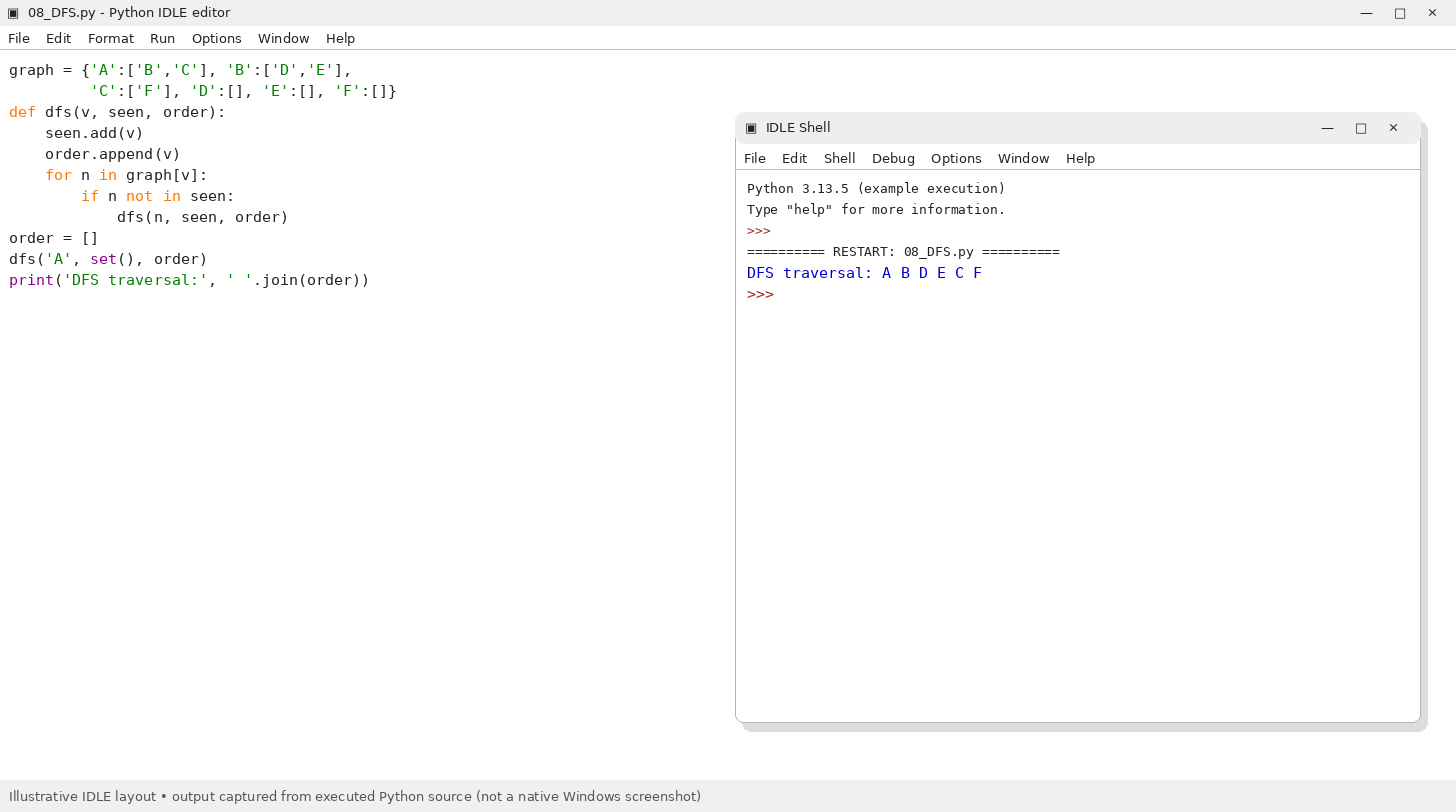 08_DFS.py - Python IDLE editor
File Edit Format Run Options Window Help
graph = {'A':['B','C'], 'B':['D','E'],
         'C':['F'], 'D':[], 'E':[], 'F':[]}
def dfs(v, seen, order):
    seen.add(v)
    order.append(v)
    for n in graph[v]:
        if n not in seen:
            dfs(n, seen, order)
order = []
dfs('A', set(), order)
print('DFS traversal:', ' '.join(order))
IDLE Shell
File Edit Shell Debug Options Window Help
Python 3.13.5 (example execution)
Type "help" for more information.
>>>
========== RESTART: 08_DFS.py ==========
DFS traversal: A B D E C F
>>>
Illustrative IDLE layout • output captured from executed Python source (not a native Windows screenshot)